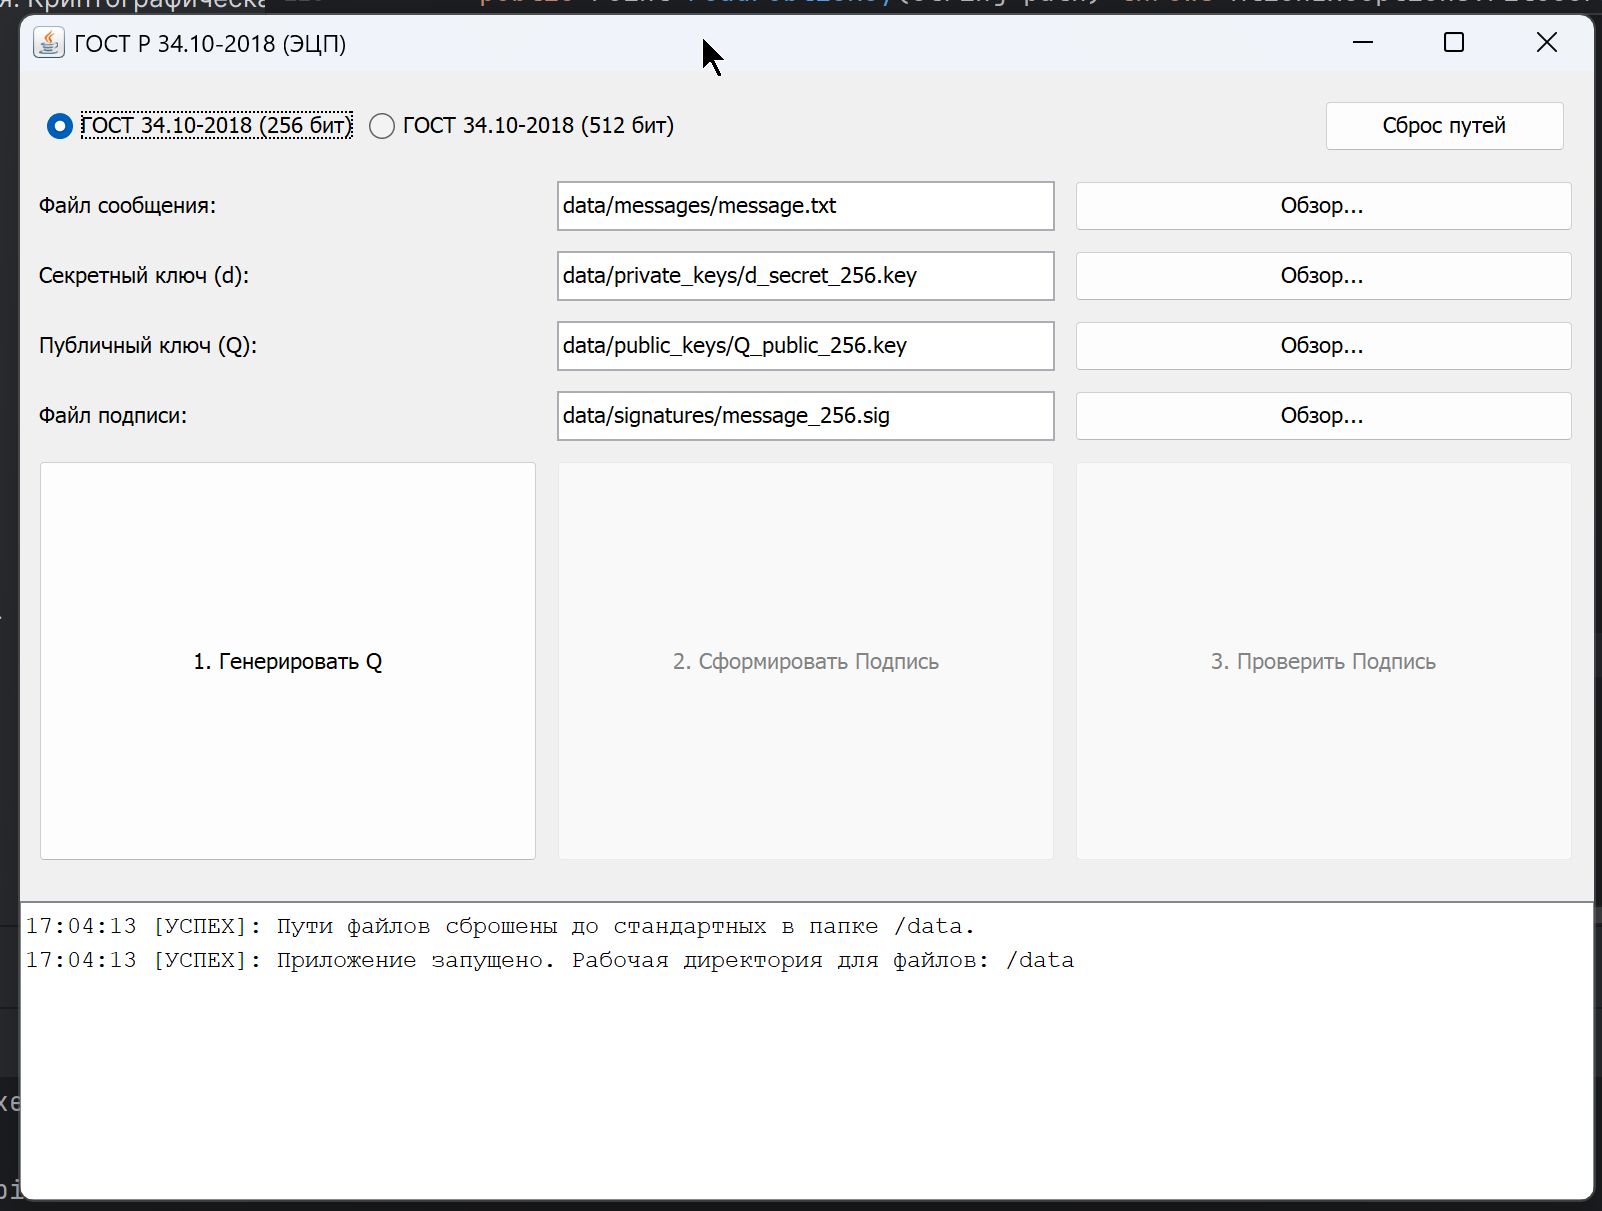 ГОСТ Р 34.10-2018 (ЭЦП)
ГОСТ 34.10-2018 (256 бит) ГОСТ 34.10-2018 (512 бит) Сброс путей
Файл сообщения: data/messages/message.txt Обзор...
Секретный ключ (d): data/private_keys/d_secret_256.key Обзор...
Публичный ключ (Q): data/public_keys/Q_public_256.key Обзор...
Файл подписи: data/signatures/message_256.sig Обзор...
1. Генерировать Q 2. Сформировать Подпись 3. Проверить Подпись
17:04:13 [УСПЕХ]: Пути файлов сброшены до стандартных в папке /data.
17:04:13 [УСПЕХ]: Приложение запущено. Рабочая директория для файлов: /data